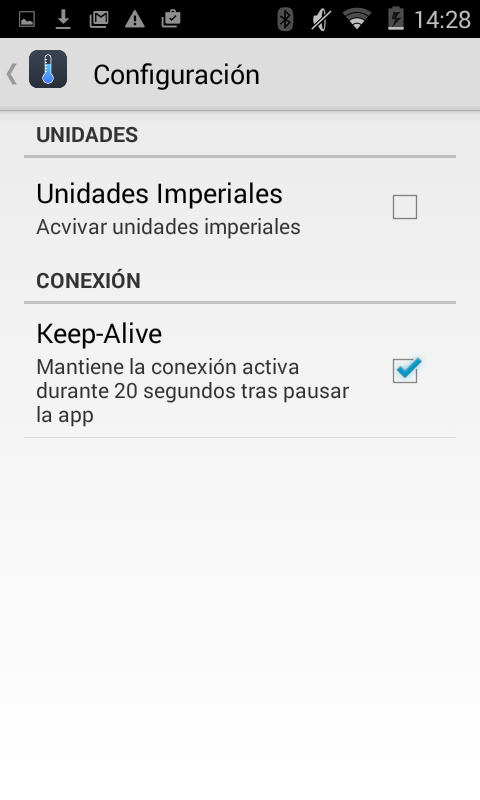 14:28
Configuración
UNIDADES
Unidades Imperiales
Acvivar unidades imperiales
CONEXIÓN
Keep-Alive
Mantiene la conexión activa
durante 20 segundos tras pausar
la app